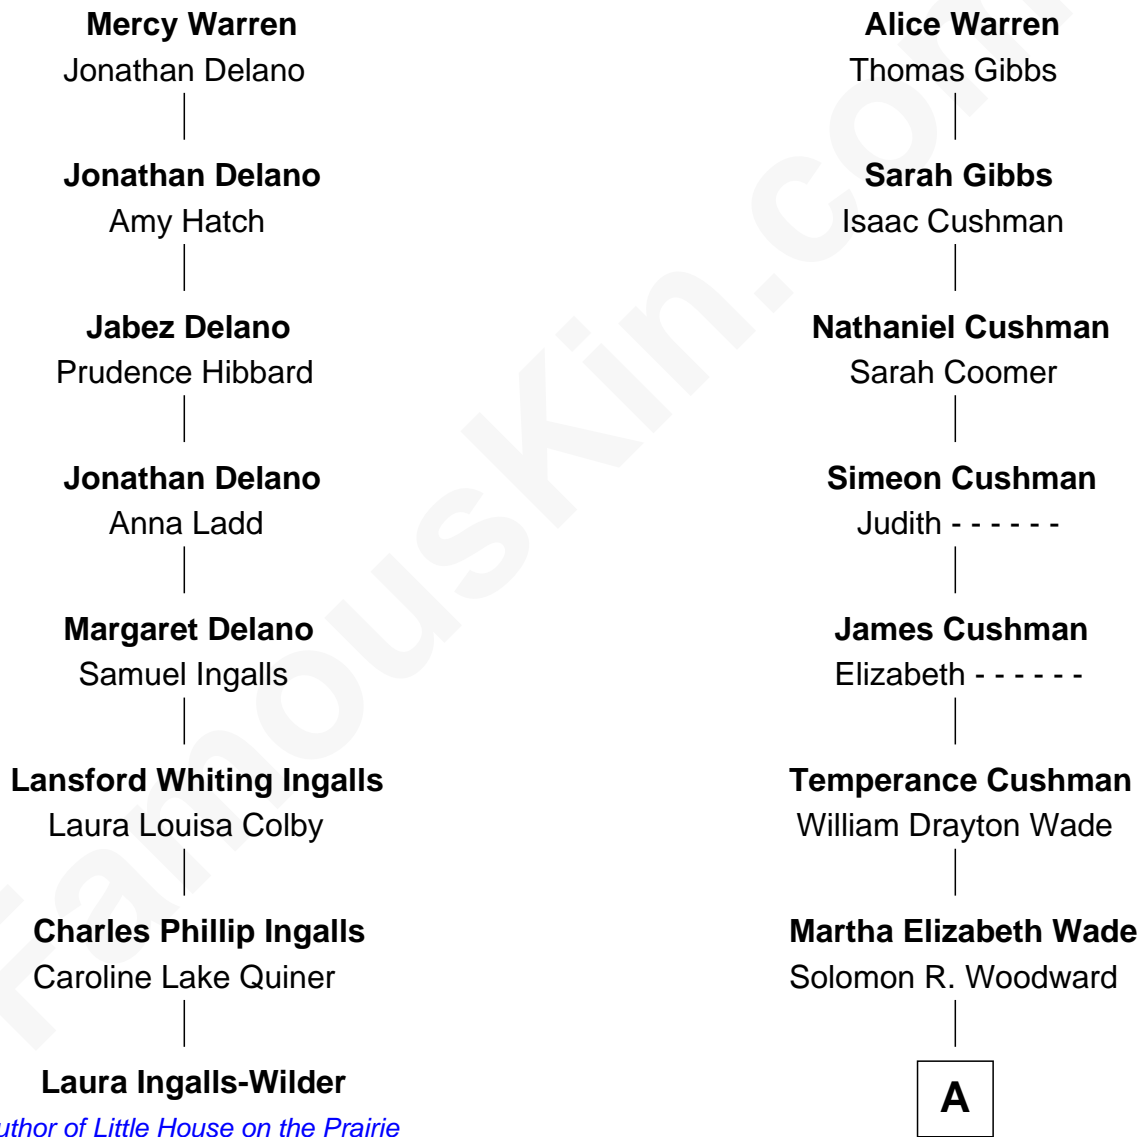 Mercy Warren
Jonathan Delano
Jonathan Delano
Amy Hatch
Jabez Delano
Prudence Hibbard
Jonathan Delano
Anna Ladd
Margaret Delano
Samuel Ingalls
Lansford Whiting Ingalls
Laura Louisa Colby
Charles Phillip Ingalls
Caroline Lake Quiner
Laura Ingalls-Wilder
uthor of Little House on the Prairie
Alice Warren
Thomas Gibbs
Sarah Gibbs
Isaac Cushman
Nathaniel Cushman
Sarah Coomer
Simeon Cushman
Judith - - - - - -
James Cushman
Elizabeth - - - - - -
Temperance Cushman
William Drayton Wade
Martha Elizabeth Wade
Solomon R. Woodward
A
FamousKin.com